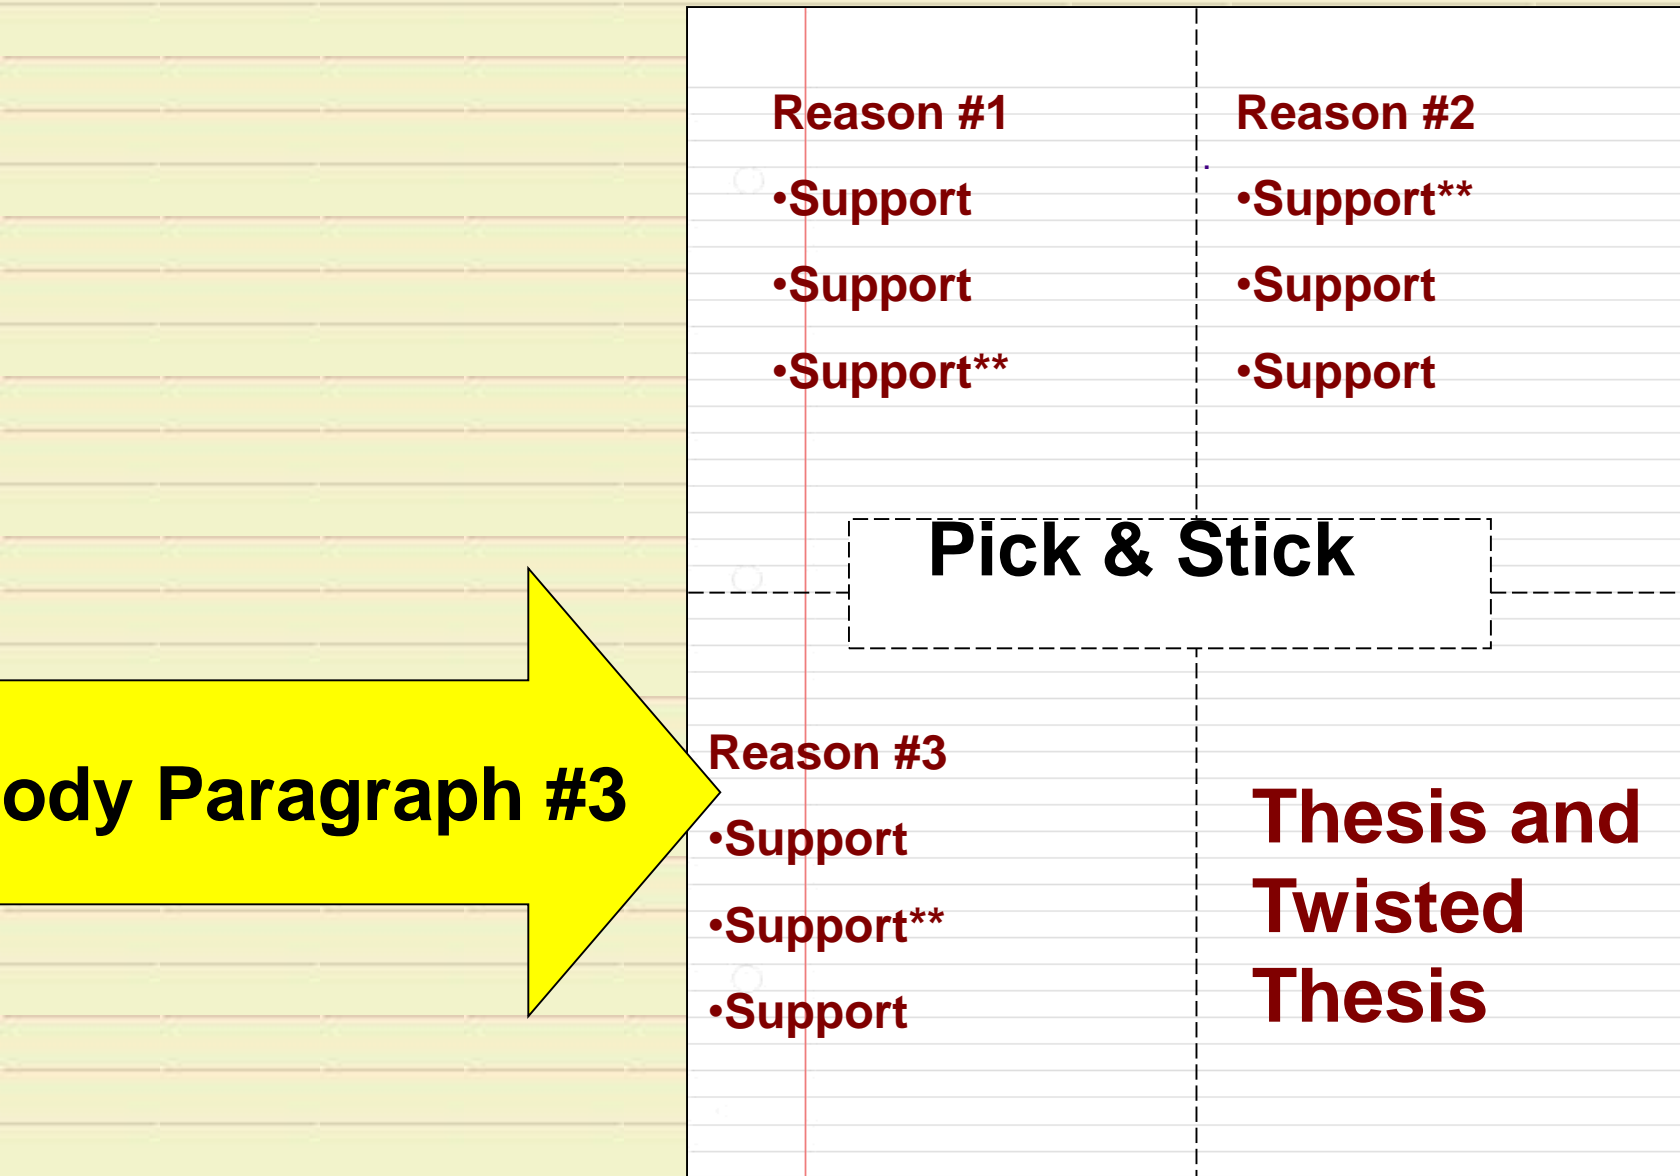 Reason #1
•Support
•Support
•Support**
Reason #2
•Support**
•Support
•Support
Pick & Stick
ody Paragraph #3
Reason #3
•Support
•Support**
•Support
Thesis and
Twisted
Thesis